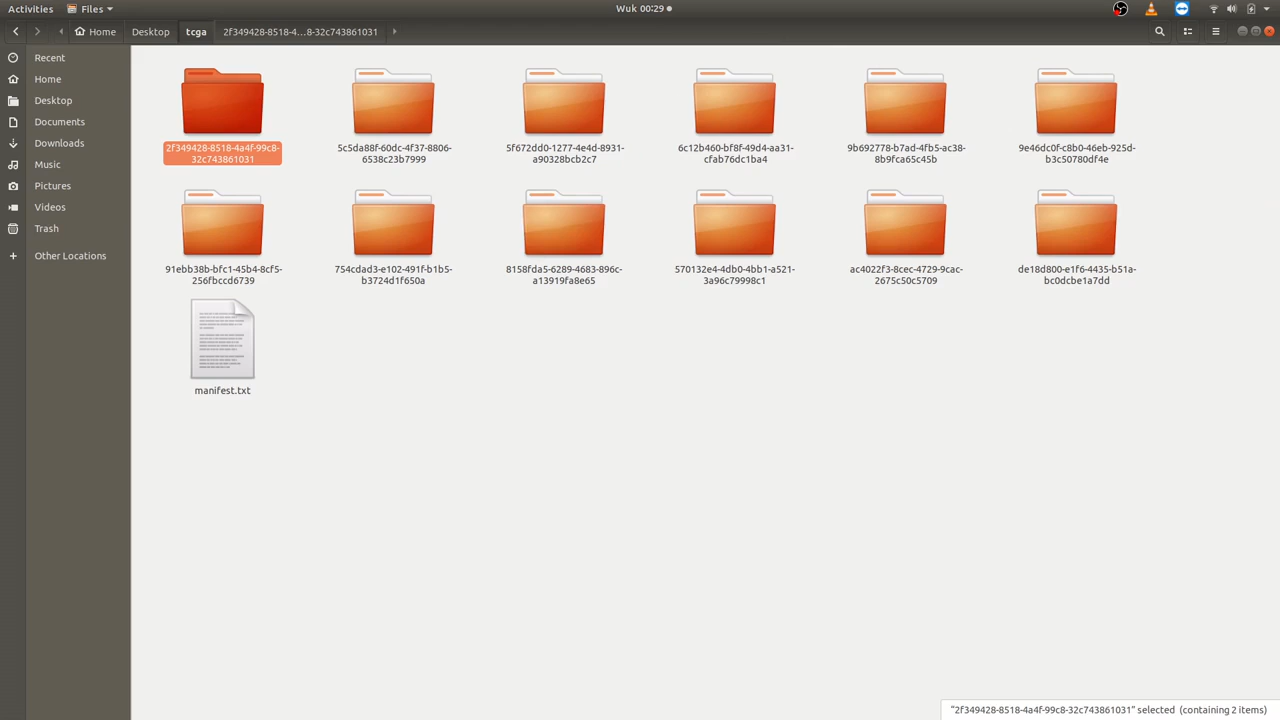 Activities
Files
Wuk 00:29
Home
Desktop
tcga
2f349428-8518-4…8-32c743861031
Recent
Home
Desktop
Documents
Downloads
Music
Pictures
Videos
Trash
Other Locations
2f349428-8518-4a4f-99c8-
32c743861031
5c5da88f-60dc-4f37-8806-
6538c23b7999
5f672dd0-1277-4e4d-8931-
a90328bcb2c7
6c12b460-bf8f-49d4-aa31-
cfab76dc1ba4
9b692778-b7ad-4fb5-ac38-
8b9fca65c45b
9e46dc0f-c8b0-46eb-925d-
b3c50780df4e
91ebb38b-bfc1-45b4-8cf5-
256fbccd6739
754cdad3-e102-491f-b1b5-
b3724d1f650a
8158fda5-6289-4683-896c-
a13919fa8e65
570132e4-4db0-4bb1-a521-
3a96c79998c1
ac4022f3-8cec-4729-9cac-
2675c50c5709
de18d800-e1f6-4435-b51a-
bc0dcbe1a7dd
manifest.txt
"2f349428-8518-4a4f-99c8-32c743861031" selected (containing 2 items)